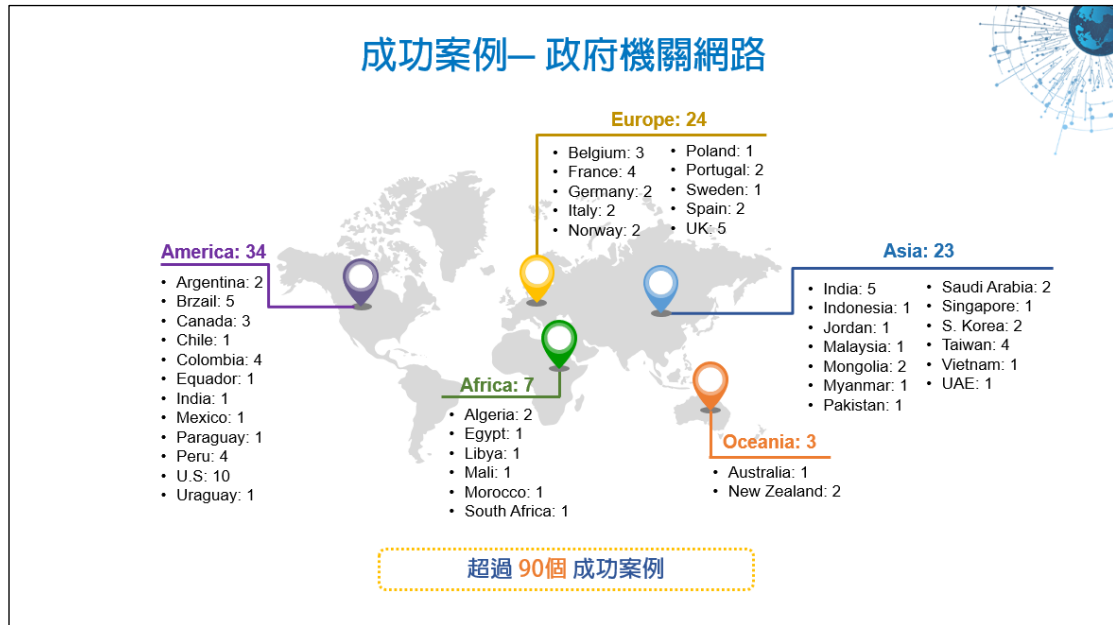 成功案例— 政府機關網路
Europe: 24
• Belgium: 3
• France: 4
• Germany: 2
• Italy: 2
• Norway: 2
• Poland: 1
• Portugal: 2
• Sweden: 1
• Spain: 2
• UK: 5
America: 34
• Argentina: 2
• Brzail: 5
• Canada: 3
• Chile: 1
• Colombia: 4
• Equador: 1
• India: 1
• Mexico: 1
• Paraguay: 1
• Peru: 4
• U.S: 10
• Uraguay: 1
Asia: 23
• India: 5
• Indonesia: 1
• Jordan: 1
• Malaysia: 1
• Mongolia: 2
• Myanmar: 1
• Pakistan: 1
• Saudi Arabia: 2
• Singapore: 1
• S. Korea: 2
• Taiwan: 4
• Vietnam: 1
• UAE: 1
Africa: 7
• Algeria: 2
• Egypt: 1
• Libya: 1
• Mali: 1
• Morocco: 1
• South Africa: 1
Oceania: 3
• Australia: 1
• New Zealand: 2
超過 90個 成功案例